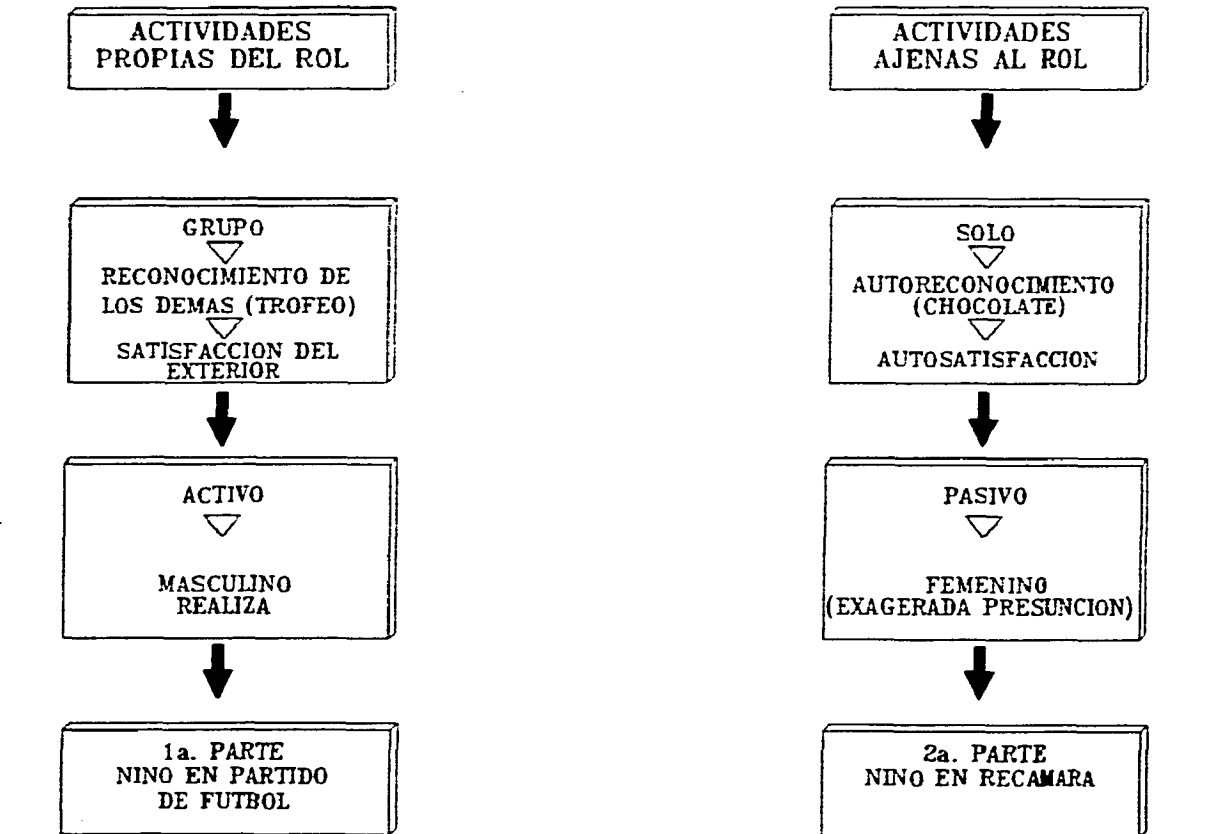 ACTIVIDADES
PROPIAS DEL ROL
GRUPO
RECONOCIMIENTO DE
LOS DEMAS (TROFEO)
SATISFACCION DEL
EXTERIOR
ACTIVO
MASCULINO
REALIZA
1a. PARTE
NINO EN PARTIDO
DE FUTBOL
ACTIVIDADES
AJENAS AL ROL
SOLO
AUTORECONOCIMIENTO
(CHOCOLATE)
AUTOSATISFACCION
PASIVO
FEMENINO
(EXAGERADA PRESUNCION)
2a. PARTE
NINO EN RECAMARA